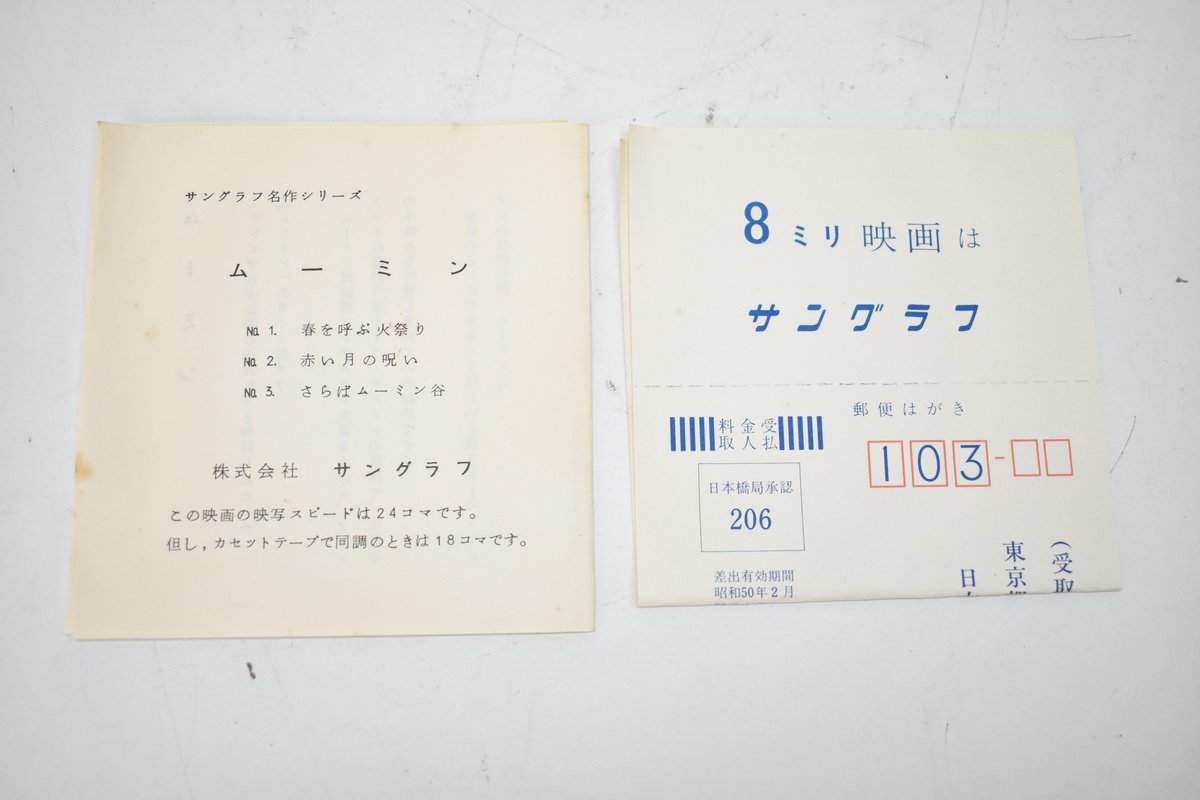 サングラフ名作シリーズ
ムーミン
№ 1. 春を呼ぶ火祭り
№ 2. 赤い月の呪い
№ 3. さらばムーミン谷
株式会社 サングラフ
この映画の映写スピードは24コマです。
但し,カセットテープで同調のときは18コマです。
8ミリ映画は
サングラフ
郵便はがき
料金受
取人払
103-
日本橋局承認
206
差出有効期間
昭和50年2月
(受取
東京
日